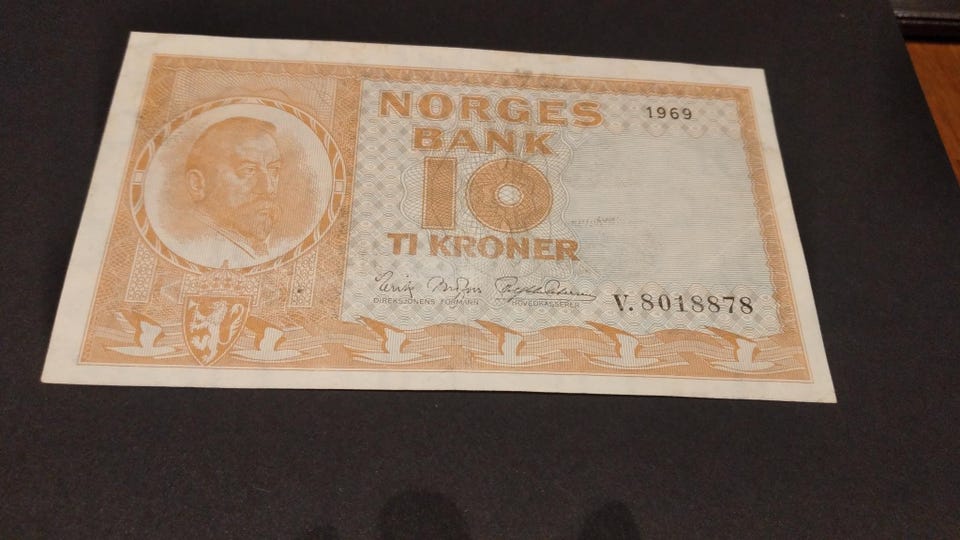 NORGES
BANK
1969
10
TI KRONER
DIREKSJONENS FORMANN
HOVEDKASSERER
V.8018878